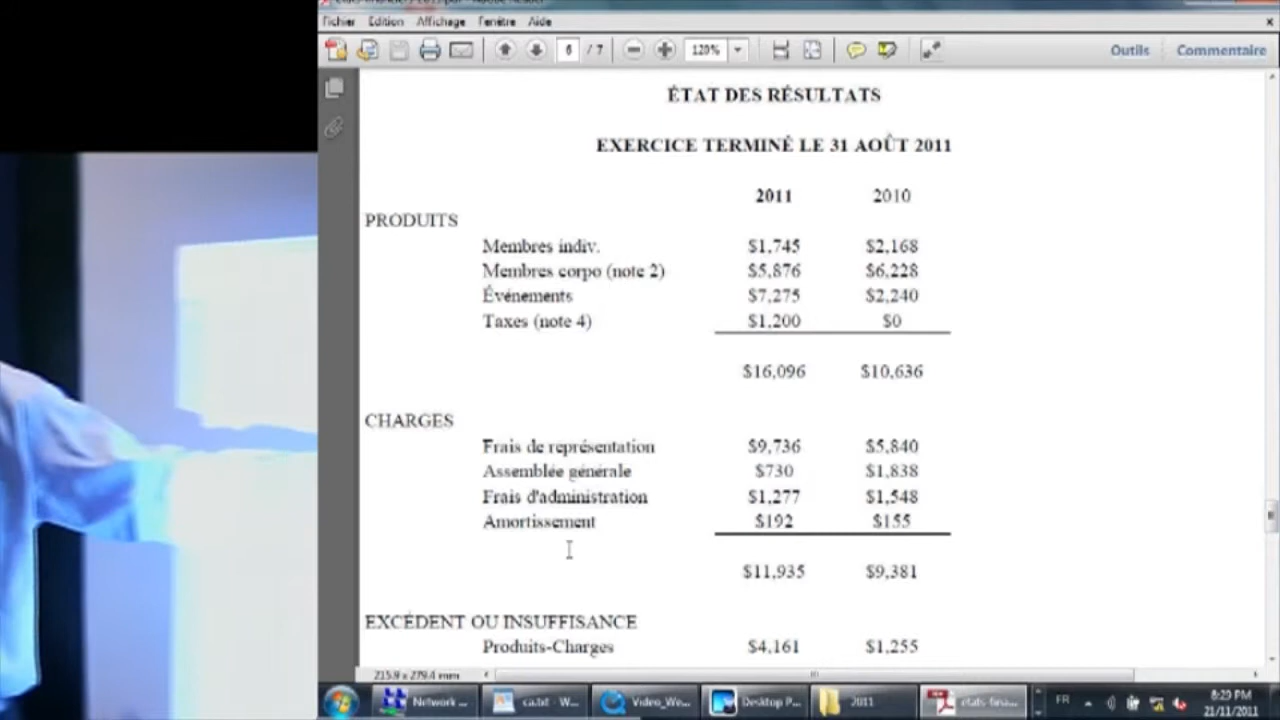 Fichier Edition Affichage Fenêtre Aide
6 / 7 120% Outils Commentaire
ÉTAT DES RÉSULTATS
EXERCICE TERMINÉ LE 31 AOÛT 2011
2011 2010
PRODUITS
Membres indiv. $1,745 $2,168
Membres corpo (note 2) $5,876 $6,228
Événements $7,275 $2,240
Taxes (note 4) $1,200 $0
$16,096 $10,636
CHARGES
Frais de représentation $9,736 $5,840
Assemblée générale $730 $1,838
Frais d'administration $1,277 $1,548
Amortissement $192 $155
$11,935 $9,381
EXCÉDENT OU INSUFFISANCE
Produits-Charges $4,161 $1,255
215.9 x 279.4 mm
Network ... ca.txt - W... Video_We... Desktop P... 2011 etats-fina... FR 8:29 PM
21/11/2011